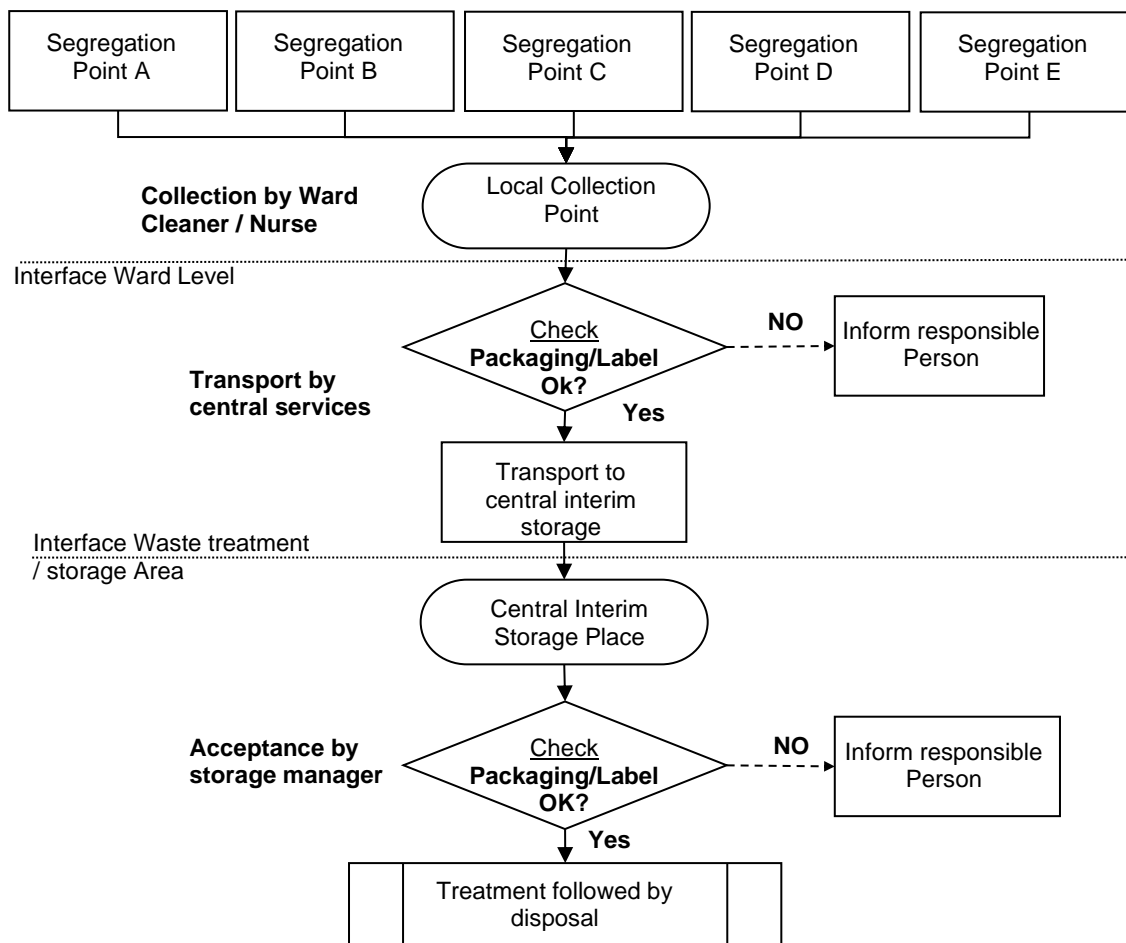 Segregation
Point A
Segregation
Point B
Segregation
Point C
Segregation
Point D
Segregation
Point E
Collection by Ward
Cleaner / Nurse
Local Collection
Point
Interface Ward Level
Check
Packaging/Label
Ok?
NO
Inform responsible
Person
Transport by
central services
Yes
Transport to
central interim
storage
Interface Waste treatment
/ storage Area
Central Interim
Storage Place
Acceptance by
storage manager
Check
Packaging/Label
OK?
NO
Inform responsible
Person
Yes
Treatment followed by
disposal